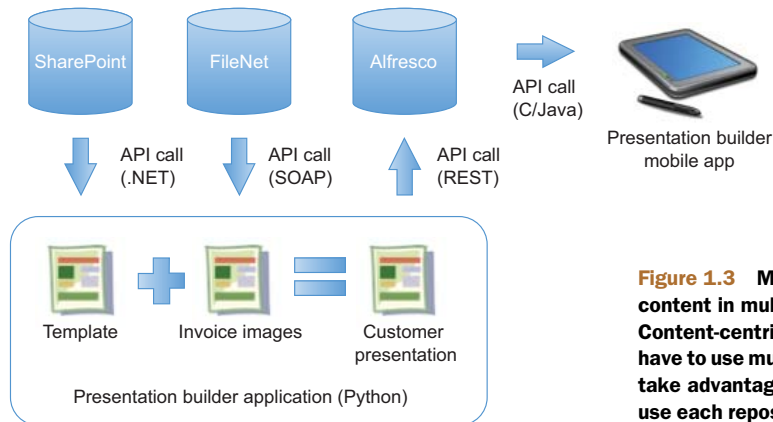 SharePoint
FileNet
Alfresco
API call
(C/Java)
Presentation builder
mobile app
API call
(.NET)
API call
(SOAP)
API call
(REST)
Template
Invoice images
Customer
presentation
Presentation builder application (Python)
Figure 1.3 M
content in mul
Content-centri
have to use mu
take advantag
use each repos